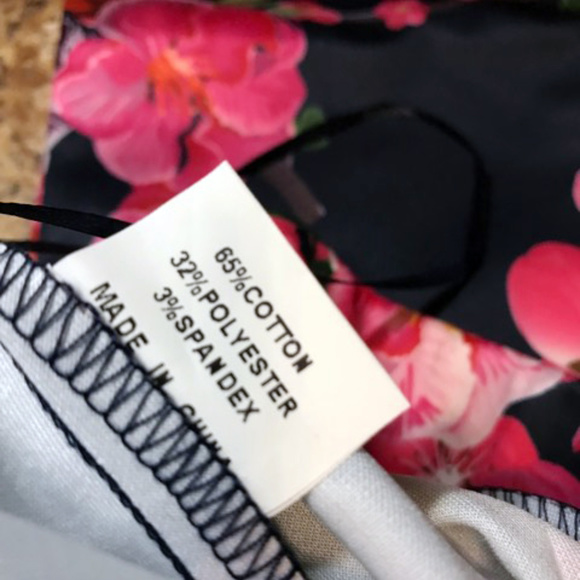 65%COTTON
32%POLYESTER
3%SPANDEX
MADE IN CHINA